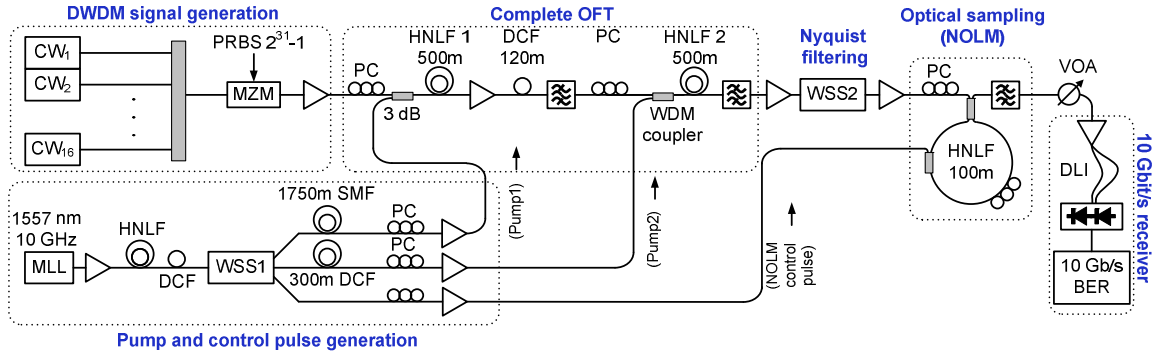 DWDM signal generation
CW1
CW2
CW16
PRBS 2^31-1
MZM
Complete OFT
PC
3 dB
HNLF 1
500m
DCF
120m
PC
HNLF 2
500m
WDM
coupler
Nyquist
filtering
WSS2
Optical sampling
(NOLM)
PC
HNLF
100m
VOA
DLI
10 Gb/s
BER
10 Gbit/s receiver
1557 nm
10 GHz
MLL
HNLF
DCF
WSS1
1750m SMF
PC
300m DCF
PC
(Pump1)
(Pump2)
(NOLM
control
pulse)
Pump and control pulse generation